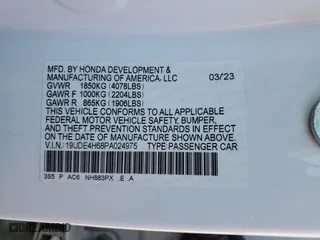 MFD. BY HONDA DEVELOPMENT &
MANUFACTURING OF AMERICA, LLC 03/23
GVWR 1850KG (4078LBS)
GAWR F 1000KG (2204LBS)
GAWR R 865KG (1906LBS)
THIS VEHICLE CONFORMS TO ALL APPLICABLE
FEDERAL MOTOR VEHICLE SAFETY, BUMPER,
AND THEFT PREVENTION STANDARDS IN EFFECT
ON THE DATE OF MANUFACTURE SHOWN ABOVE.
V.I.N.: 19UDE4H68PA024975 TYPE PASSENGER CAR
3S5 P AC6 NH883PX E A